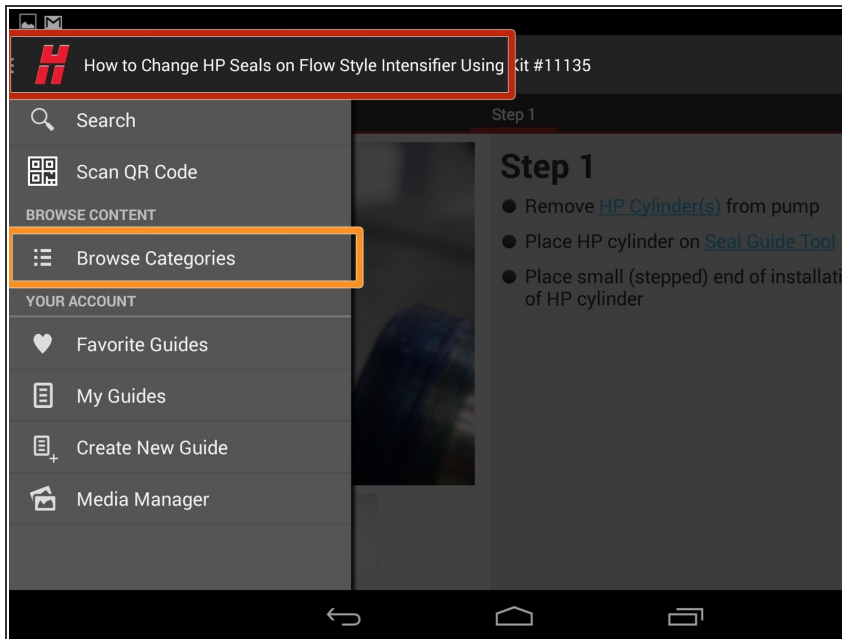 How to Change HP Seals on Flow Style Intensifier Using Kit #11135
Search
Scan QR Code
BROWSE CONTENT
Browse Categories
YOUR ACCOUNT
Favorite Guides
My Guides
Create New Guide
Media Manager
Step 1
Step 1
Remove HP Cylinder(s) from pump
Place HP cylinder on Seal Guide Tool
Place small (stepped) end of installati
of HP cylinder